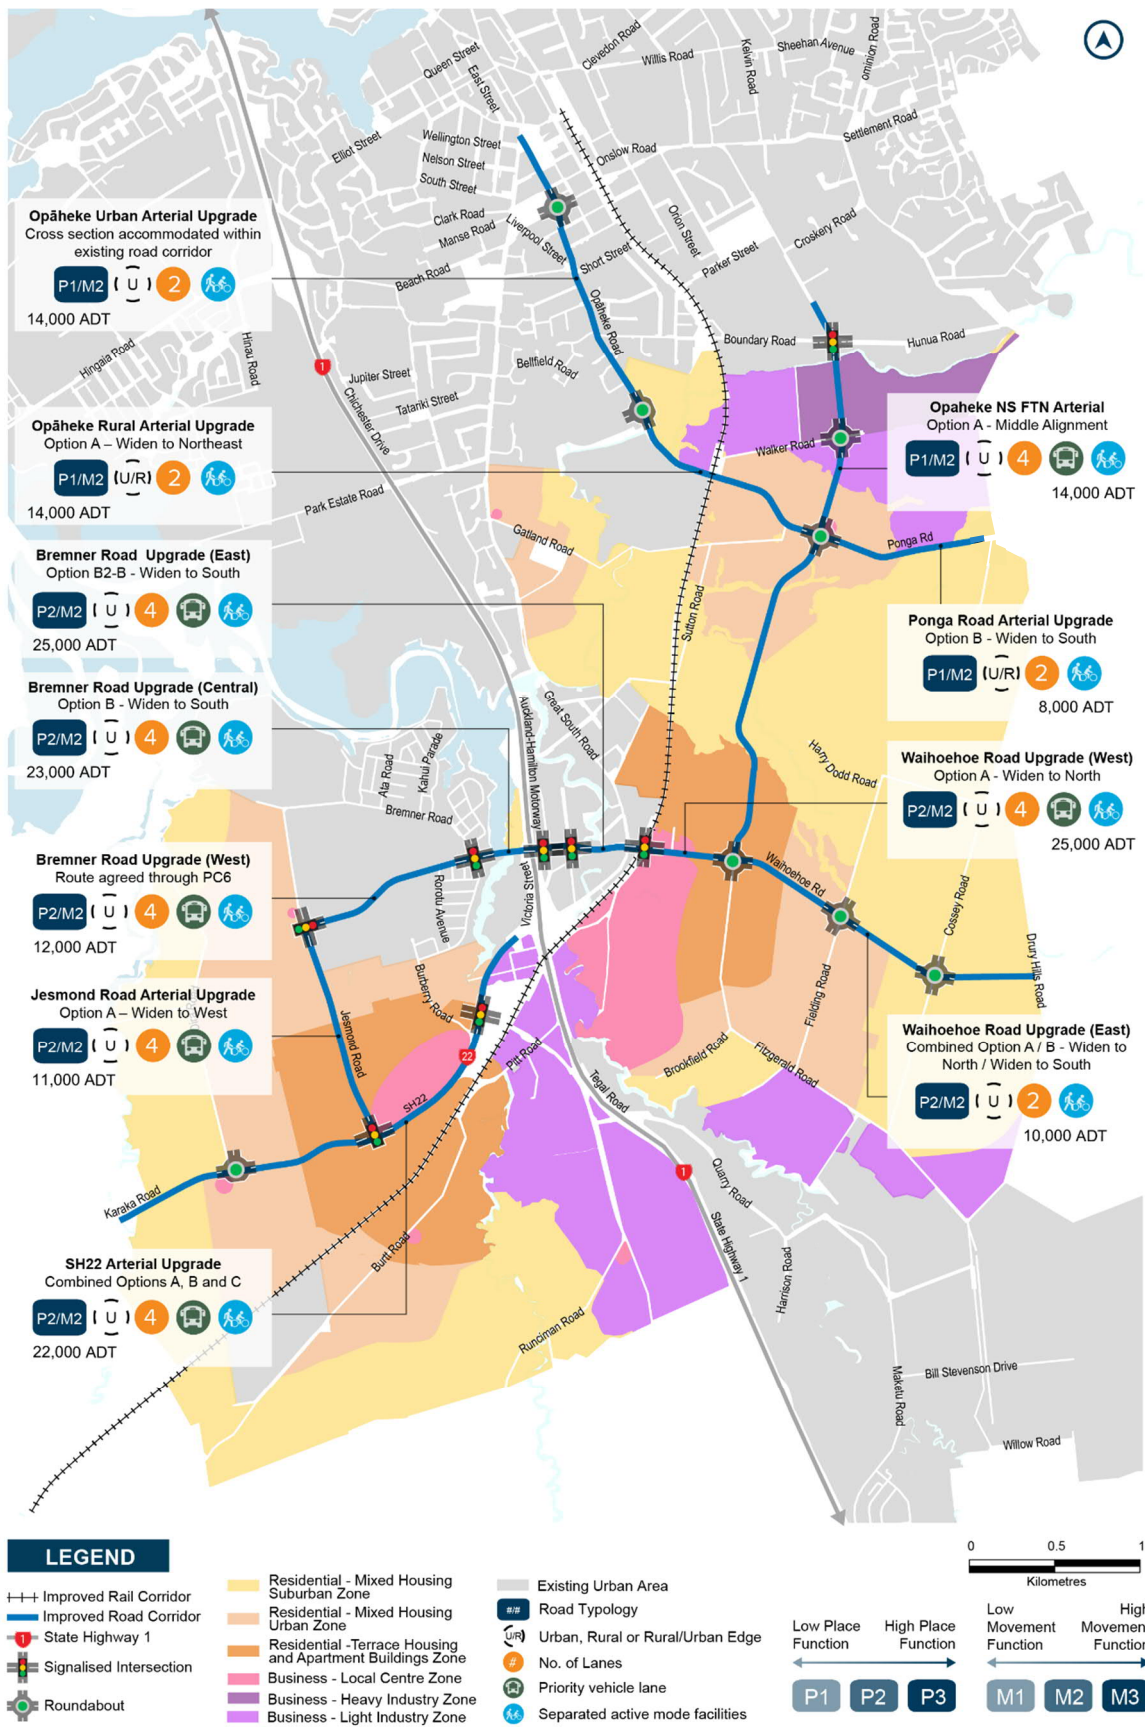 Queen Street
East Street
Clevedon Road
Willis Road
Kelvin Road
Sheehan Avenue
ominion Road
Settlement Road
Elliot Street
Wellington Street
Nelson Street
South Street
Clark Road
Manse Road
Liverpool Street
Short Street
Onslow Road
Orion Street
Parker Street
Croskery Road
Beach Road
Opāheke Road
Boundary Road
Hunua Road
Hingaia Road
Hinau Road
1
Chichester Drive
Jupiter Street
Tatariki Street
Bellfield Road
Walker Road
Park Estate Road
Gatland Road
Sutton Road
Ponga Rd
Great South Road
Auckland-Hamilton Motorway
Ata Road
Kahui Parade
Bremner Road
Harry Dodd Road
Waihoehoe Rd
Cossey Road
Drury Hills Road
Rorotu Avenue
Victoria Street
Burberry Road
Jesmond Road
22
SH22
Pitt Road
Tegal Road
Brookfield Road
Fitzgerald Road
Fielding Road
Karaka Road
Burtt Road
Runciman Road
1
Quarry Road
State Highway 1
Harrison Road
Maketu Road
Bill Stevenson Drive
Willow Road
Opāheke Urban Arterial Upgrade
Cross section accommodated within
existing road corridor
P1/M2 U 2
14,000 ADT
Opāheke Rural Arterial Upgrade
Option A – Widen to Northeast
P1/M2 U/R 2
14,000 ADT
Bremner Road Upgrade (East)
Option B2-B - Widen to South
P2/M2 U 4
25,000 ADT
Bremner Road Upgrade (Central)
Option B - Widen to South
P2/M2 U 4
23,000 ADT
Bremner Road Upgrade (West)
Route agreed through PC6
P2/M2 U 4
12,000 ADT
Jesmond Road Arterial Upgrade
Option A – Widen to West
P2/M2 U 4
11,000 ADT
SH22 Arterial Upgrade
Combined Options A, B and C
P2/M2 U 4
22,000 ADT
Opaheke NS FTN Arterial
Option A - Middle Alignment
P1/M2 U 4
14,000 ADT
Ponga Road Arterial Upgrade
Option B - Widen to South
P1/M2 U/R 2
8,000 ADT
Waihoehoe Road Upgrade (West)
Option A - Widen to North
P2/M2 U 4
25,000 ADT
Waihoehoe Road Upgrade (East)
Combined Option A / B - Widen to
North / Widen to South
P2/M2 U 2
10,000 ADT
LEGEND
Improved Rail Corridor
Improved Road Corridor
1 State Highway 1
Signalised Intersection
Roundabout
Residential - Mixed Housing
Suburban Zone
Residential - Mixed Housing
Urban Zone
Residential -Terrace Housing
and Apartment Buildings Zone
Business - Local Centre Zone
Business - Heavy Industry Zone
Business - Light Industry Zone
Existing Urban Area
#/# Road Typology
U/R Urban, Rural or Rural/Urban Edge
# No. of Lanes
Priority vehicle lane
Separated active mode facilities
0 0.5 1
Kilometres
Low Place
Function
High Place
Function
P1 P2 P3
Low
Movement
Function
High
Movemen
Function
M1 M2 M3